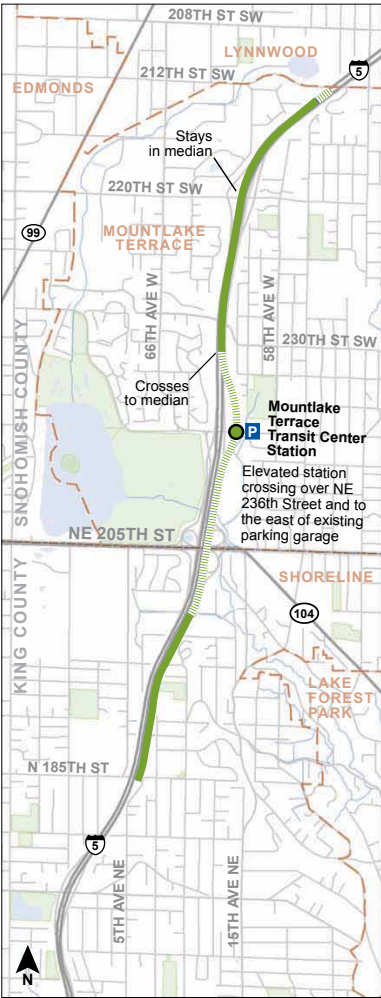 208TH ST SW
LYNNWOOD
5
212TH ST SW
EDMONDS
Stays
in median
220TH ST SW
99
MOUNTLAKE
TERRACE
66TH AVE W
58TH AVE W
230TH ST SW
SNOHOMISH COUNTY
Crosses
to median
P
Mountlake
Terrace
Transit Center
Station
Elevated station
crossing over NE
236th Street and to
the east of existing
parking garage
NE 205TH ST
KING COUNTY
SHORELINE
104
LAKE
FOREST
PARK
N 185TH ST
5
5TH AVE NE
15TH AVE NE
N